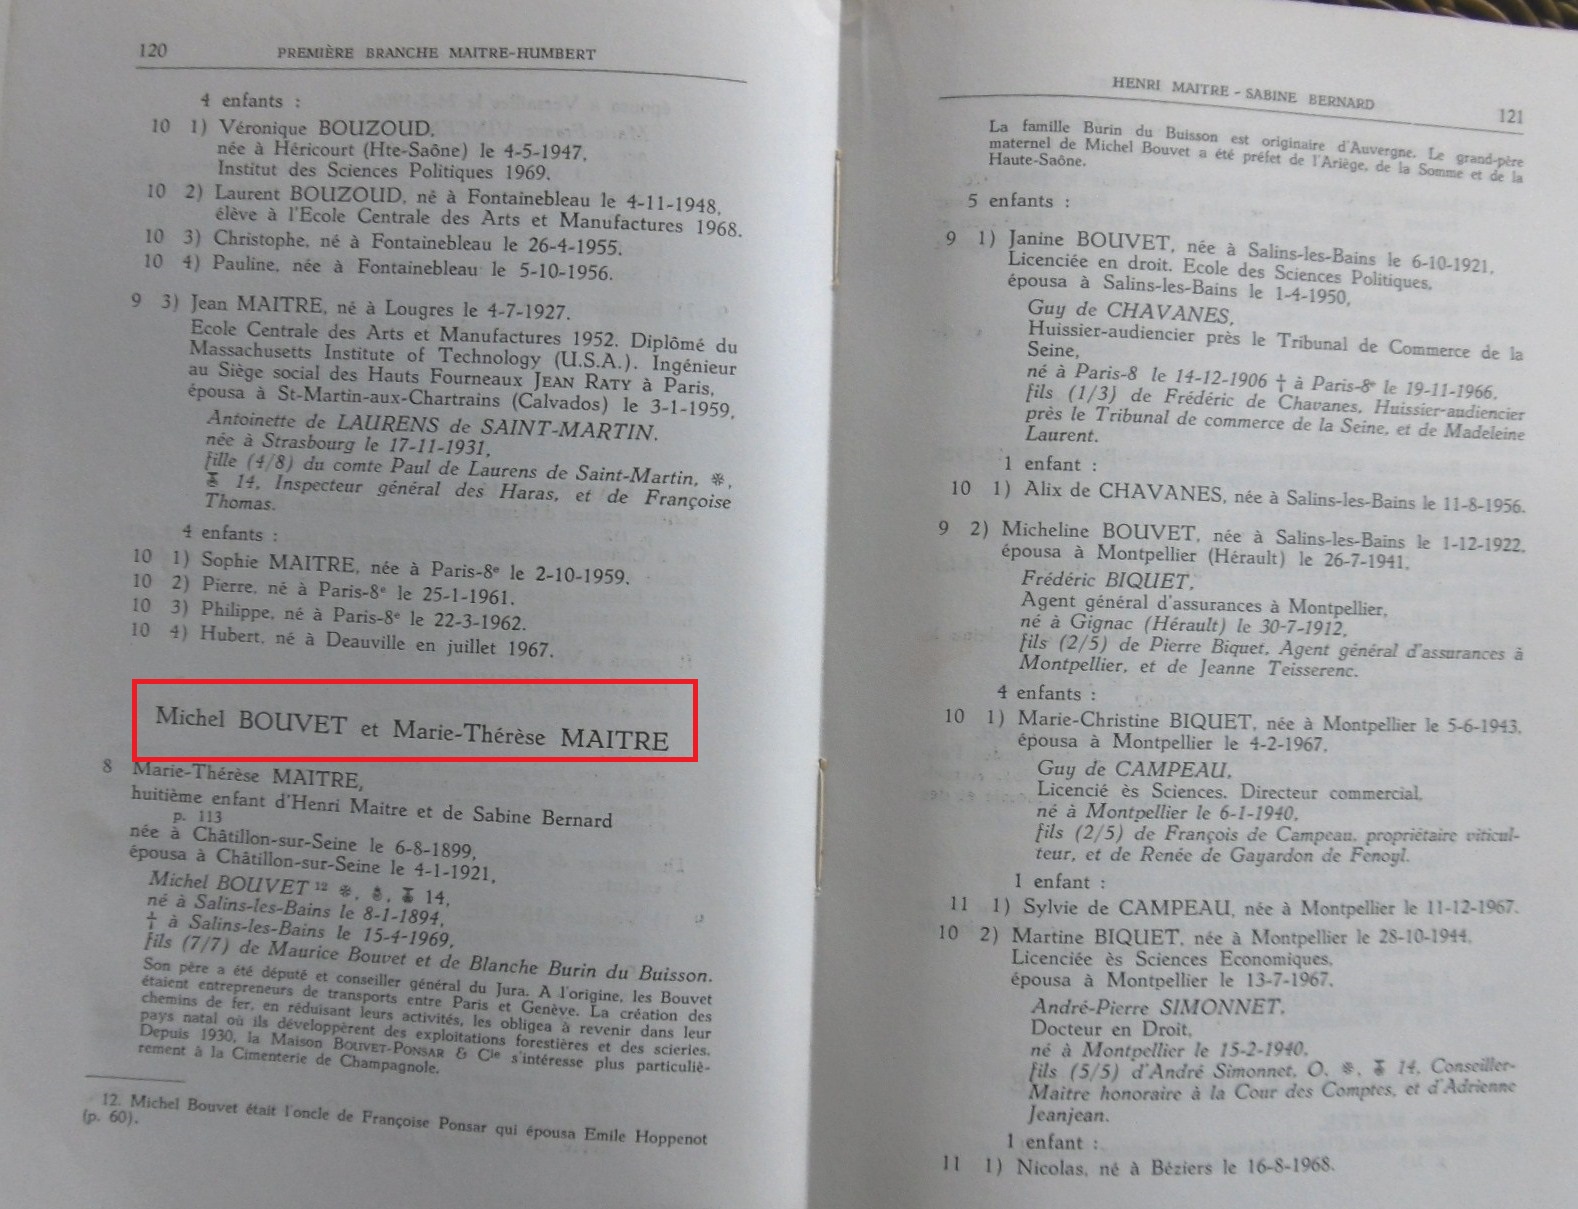 120 PREMIÈRE BRANCHE MAITRE-HUMBERT
4 enfants :
10 1) Véronique BOUZOUD,
née à Héricourt (Hte-Saône) le 4-5-1947,
Institut des Sciences Politiques 1969.
10 2) Laurent BOUZOUD, né à Fontainebleau le 4-11-1948,
élève à l'Ecole Centrale des Arts et Manufactures 1968.
10 3) Christophe, né à Fontainebleau le 26-4-1955.
10 4) Pauline, née à Fontainebleau le 5-10-1956.
9 3) Jean MAITRE, né à Lougres le 4-7-1927.
Ecole Centrale des Arts et Manufactures 1952. Diplômé du
Massachusetts Institute of Technology (U.S.A.). Ingénieur
au Siège social des Hauts Fourneaux JEAN RATY à Paris,
épousa à St-Martin-aux-Chartrains (Calvados) le 3-1-1959,
Antoinette de LAURENS de SAINT-MARTIN,
née à Strasbourg le 17-11-1931,
fille (4/8) du comte Paul de Laurens de Saint-Martin, ,
14, Inspecteur général des Haras, et de Françoise
Thomas.
4 enfants :
10 1) Sophie MAITRE, née à Paris-8e le 2-10-1959.
10 2) Pierre, né à Paris-8e le 25-1-1961.
10 3) Philippe, né à Paris-8e le 22-3-1962.
10 4) Hubert, né à Deauville en juillet 1967.
Michel BOUVET et Marie-Thérèse MAITRE
8 Marie-Thérèse MAITRE,
huitième enfant d'Henri Maitre et de Sabine Bernard
p. 113
née à Châtillon-sur-Seine le 6-8-1899,
épousa à Châtillon-sur-Seine le 4-1-1921,
Michel BOUVET 12 , , 14,
né à Salins-les-Bains le 8-1-1894,
† à Salins-les-Bains le 15-4-1969,
fils (7/7) de Maurice Bouvet et de Blanche Burin du Buisson.
Son père a été député et conseiller général du Jura. A l'origine, les Bouvet
étaient entrepreneurs de transports entre Paris et Genève. La création des
chemins de fer, en réduisant leurs activités, les obligea à revenir dans leur
pays natal où ils développèrent des exploitations forestières et des scieries.
Depuis 1930, la Maison BOUVET-PONSAR & Cie s'intéresse plus particuliè-
rement à la Cimenterie de Champagnole.
12. Michel Bouvet était l'oncle de Françoise Ponsar qui épousa Emile Hoppenot
(p. 60).
HENRI MAITRE - SABINE BERNARD 121
La famille Burin du Buisson est originaire d'Auvergne. Le grand-père
maternel de Michel Bouvet a été préfet de l'Ariège, de la Somme et de la
Haute-Saône.
5 enfants :
9 1) Janine BOUVET, née à Salins-les-Bains le 6-10-1921,
Licenciée en droit. Ecole des Sciences Politiques,
épousa à Salins-les-Bains le 1-4-1950,
Guy de CHAVANES,
Huissier-audiencier près le Tribunal de Commerce de la
Seine,
né à Paris-8 le 14-12-1906 † à Paris-8e le 19-11-1966,
fils (1/3) de Frédéric de Chavanes, Huissier-audiencier
près le Tribunal de commerce de la Seine, et de Madeleine
Laurent.
1 enfant :
10 1) Alix de CHAVANES, née à Salins-les-Bains le 11-8-1956.
9 2) Micheline BOUVET, née à Salins-les-Bains le 1-12-1922,
épousa à Montpellier (Hérault) le 26-7-1941,
Frédéric BIQUET,
Agent général d'assurances à Montpellier,
né à Gignac (Hérault) le 30-7-1912,
fils (2/5) de Pierre Biquet, Agent général d'assurances à
Montpellier, et de Jeanne Teisserenc.
4 enfants :
10 1) Marie-Christine BIQUET, née à Montpellier le 5-6-1943,
épousa à Montpellier le 4-2-1967,
Guy de CAMPEAU,
Licencié ès Sciences. Directeur commercial,
né à Montpellier le 6-1-1940,
fils (2/5) de François de Campeau, propriétaire viticul-
teur, et de Renée de Gayardon de Fenoyl.
1 enfant :
11 1) Sylvie de CAMPEAU, née à Montpellier le 11-12-1967.
10 2) Martine BIQUET, née à Montpellier le 28-10-1944,
Licenciée ès Sciences Economiques,
épousa à Montpellier le 13-7-1967,
André-Pierre SIMONNET,
Docteur en Droit,
né à Montpellier le 15-2-1940,
fils (5/5) d'André Simonnet, O. , 14, Conseiller-
Maitre honoraire à la Cour des Comptes, et d'Adrienne
Jeanjean.
1 enfant :
11 1) Nicolas, né à Béziers le 16-8-1968.